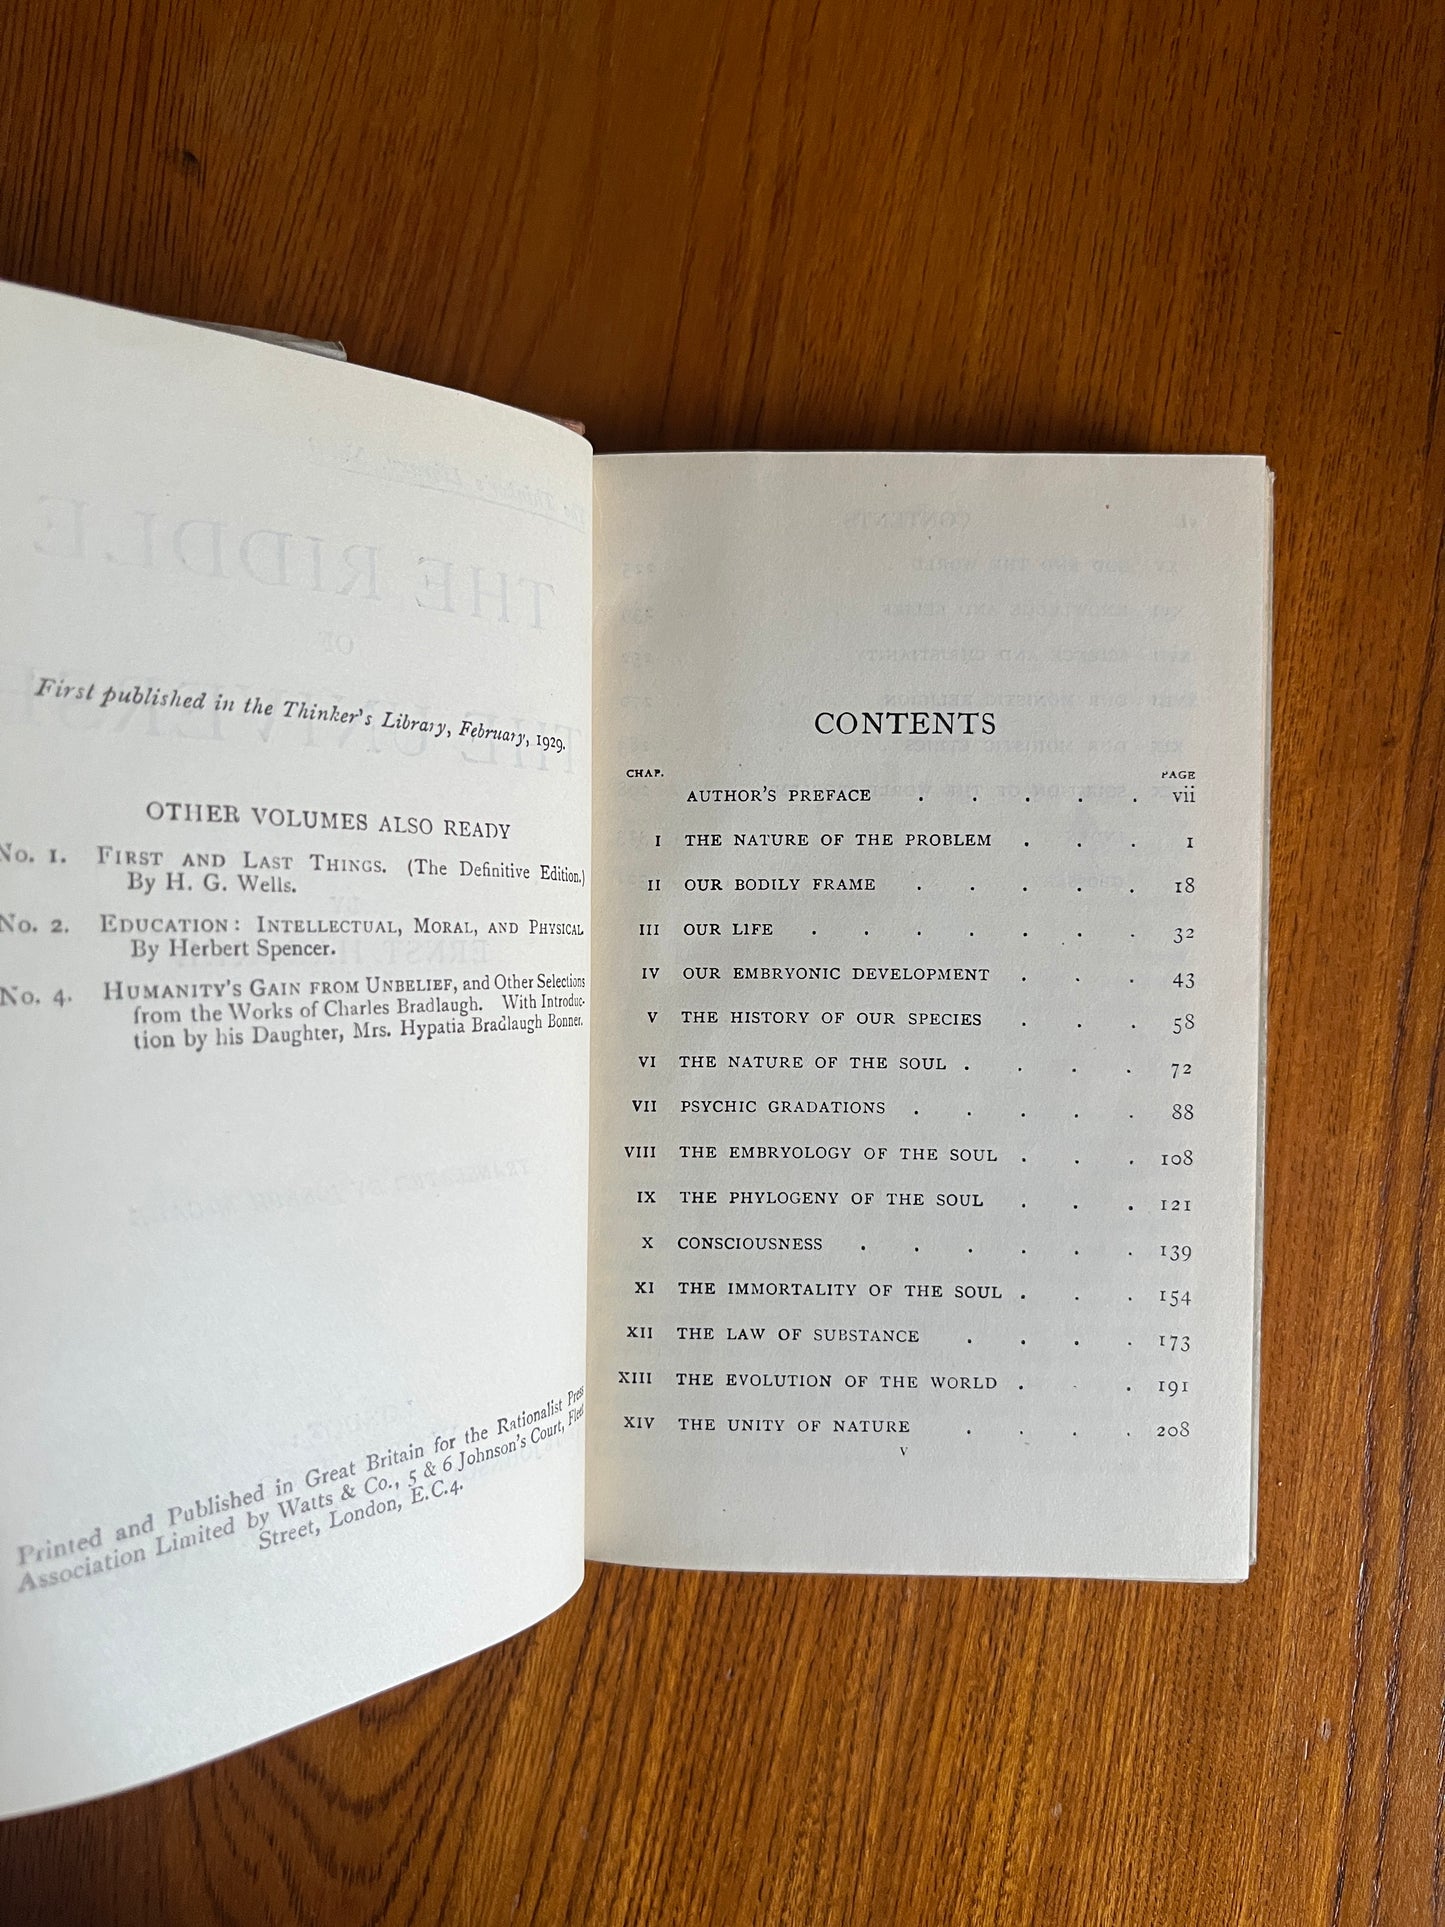 First published in the Thinker's Library, February, 1929.
OTHER VOLUMES ALSO READY
No. 1. FIRST AND LAST THINGS. (The Definitive Edition.)
By H. G. Wells.
No. 2. EDUCATION: INTELLECTUAL, MORAL, AND PHYSICAL
By Herbert Spencer.
No. 4. HUMANITY'S GAIN FROM UNBELIEF, and Other Selections
from the Works of Charles Bradlaugh. With Introduc-
tion by his Daughter, Mrs. Hypatia Bradlaugh Bonner.
Printed and Published in Great Britain for the Rationalist Press
Association Limited by Watts & Co., 5 & 6 Johnson's Court, Fleet
Street, London, E.C.4.
CONTENTS
CHAP. PAGE
AUTHOR'S PREFACE . . . . . vii
I THE NATURE OF THE PROBLEM . . . 1
II OUR BODILY FRAME . . . . . 18
III OUR LIFE . . . . . . . 32
IV OUR EMBRYONIC DEVELOPMENT . . . 43
V THE HISTORY OF OUR SPECIES . . . 58
VI THE NATURE OF THE SOUL . . . . 72
VII PSYCHIC GRADATIONS . . . . . 88
VIII THE EMBRYOLOGY OF THE SOUL . . . 108
IX THE PHYLOGENY OF THE SOUL . . . 121
X CONSCIOUSNESS . . . . . . 139
XI THE IMMORTALITY OF THE SOUL . . . 154
XII THE LAW OF SUBSTANCE . . . . 173
XIII THE EVOLUTION OF THE WORLD . . . 191
XIV THE UNITY OF NATURE . . . . 208
v